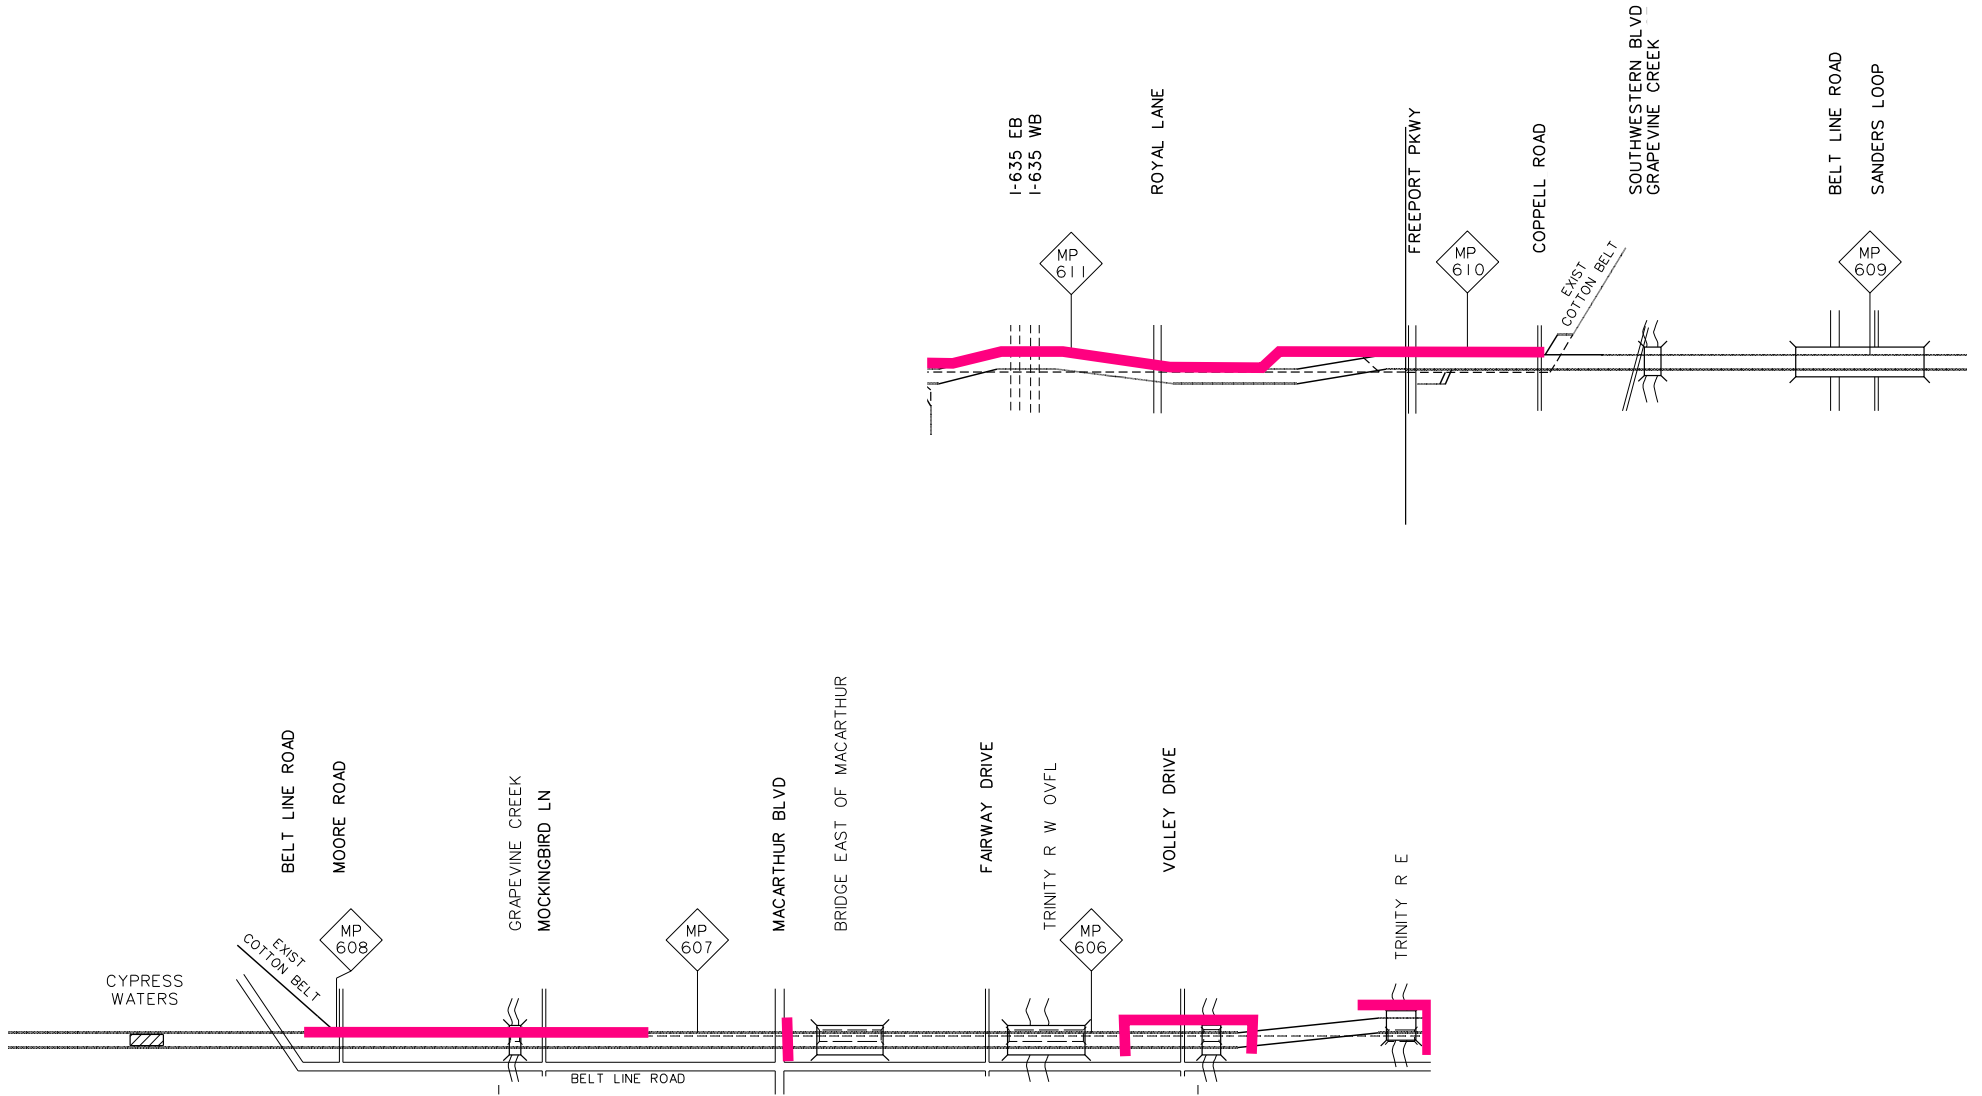 I-635 EB
I-635 WB
ROYAL LANE
FREEPORT PKWY
COPPELL ROAD
SOUTHWESTERN BLVD
GRAPEVINE CREEK
BELT LINE ROAD
SANDERS LOOP
MP
611
MP
610
EXIST
COTTON BELT
MP
609
BELT LINE ROAD
MOORE ROAD
GRAPEVINE CREEK
MOCKINGBIRD LN
MACARTHUR BLVD
BRIDGE EAST OF MACARTHUR
FAIRWAY DRIVE
TRINITY R W OVFL
VOLLEY DRIVE
TRINITY R E
CYPRESS
WATERS
EXIST
COTTON BELT
MP
608
MP
607
MP
606
BELT LINE ROAD